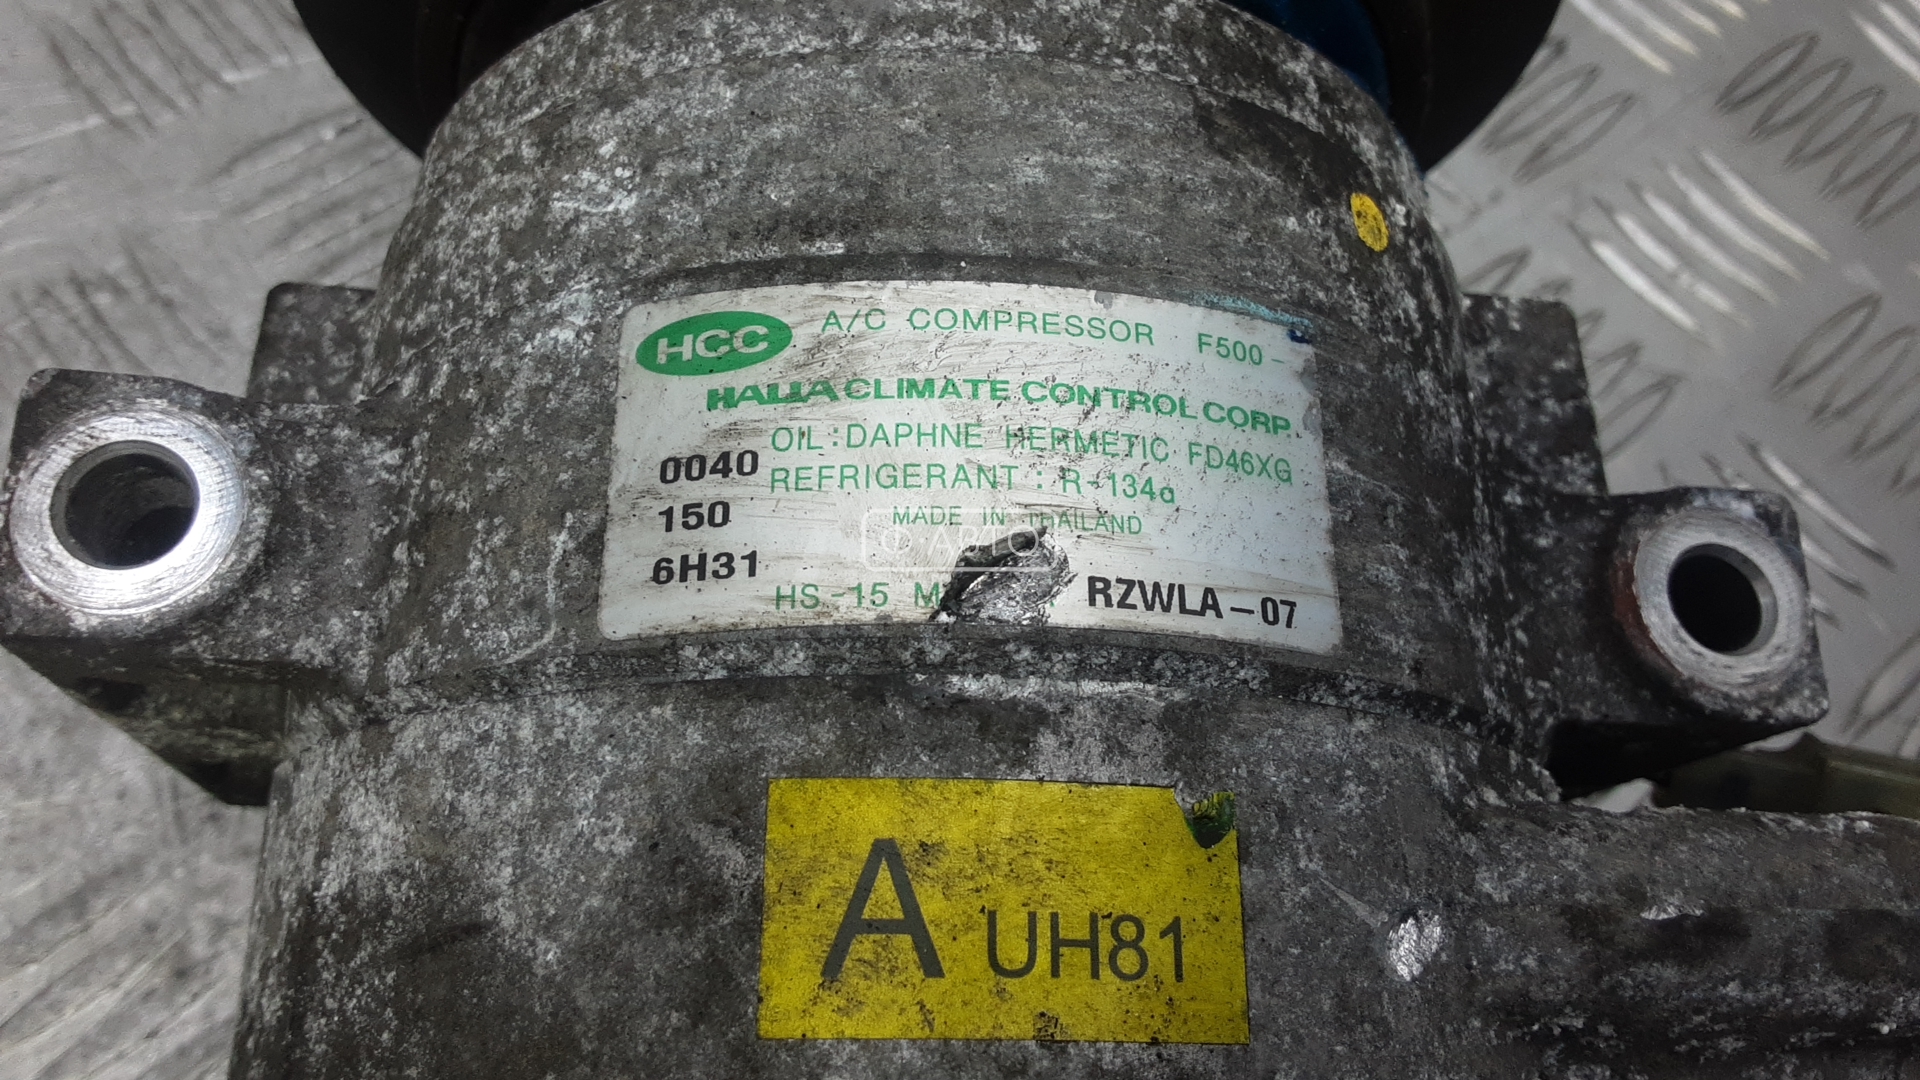 HCC A/C COMPRESSOR F500-
HALLA CLIMATE CONTROL CORP.
OIL:DAPHNE HERMETIC FD46XG
0040 REFRIGERANT : R-134a
150 MADE IN THAILAND
6H31 HS-15 RZWLA-07
A UH81